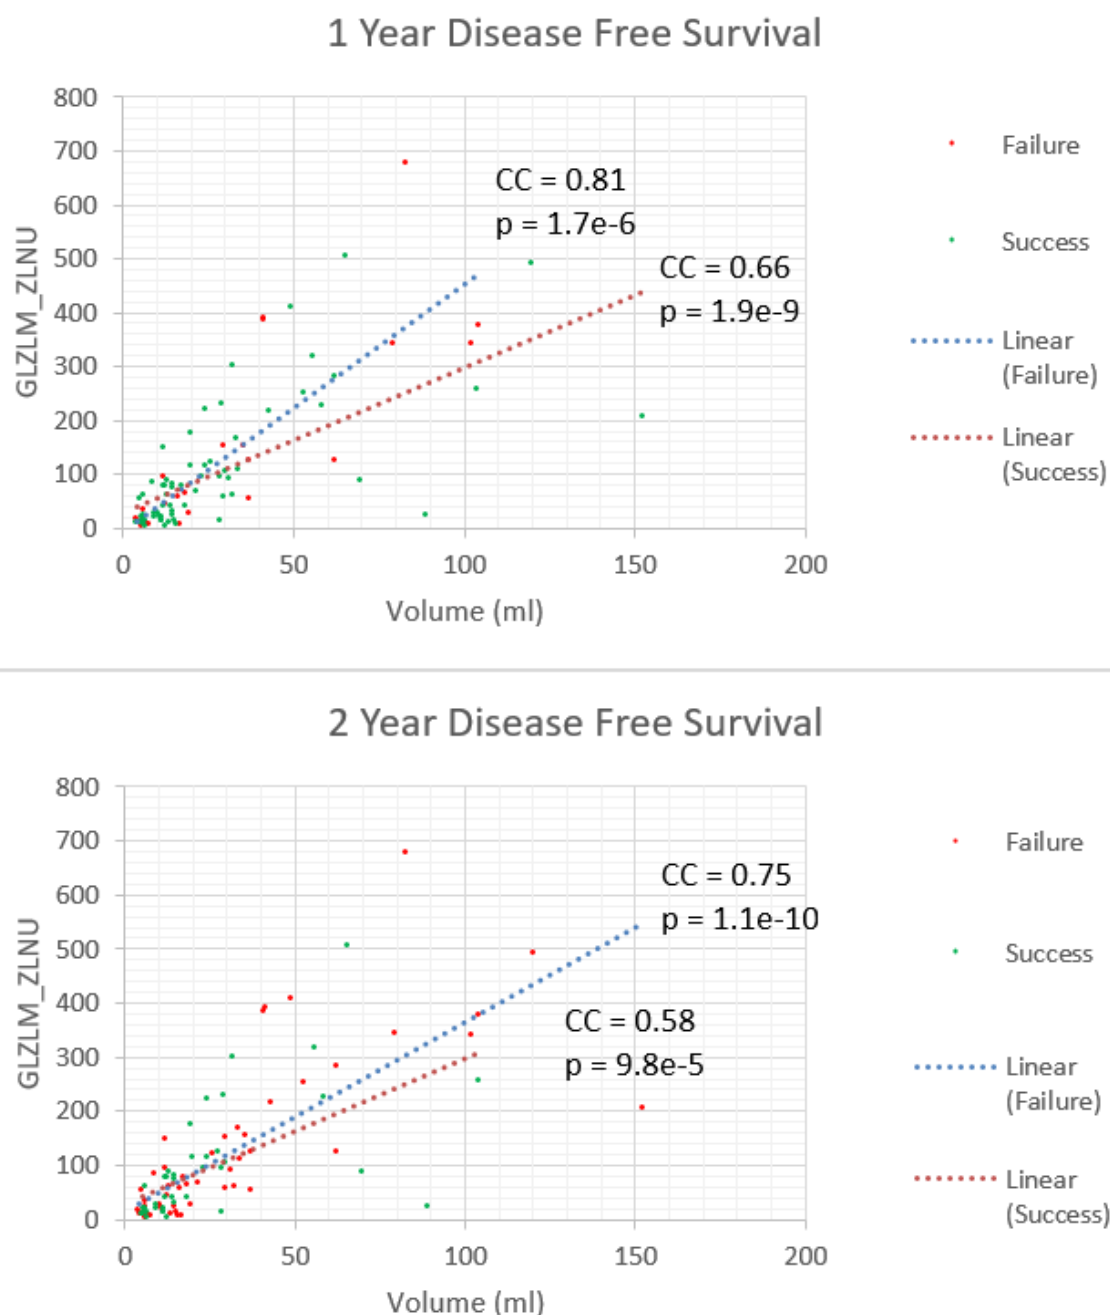 1 Year Disease Free Survival
800
700
600
500
400
300
200
100
0
GLZLM_ZLNU
0 50 100 150 200
Volume (ml)
CC = 0.81
p = 1.7e-6
CC = 0.66
p = 1.9e-9
Failure
Success
Linear
(Failure)
Linear
(Success)
2 Year Disease Free Survival
800
700
600
500
400
300
200
100
0
GLZLM_ZLNU
0 50 100 150 200
Volume (ml)
CC = 0.75
p = 1.1e-10
CC = 0.58
p = 9.8e-5
Failure
Success
Linear
(Failure)
Linear
(Success)